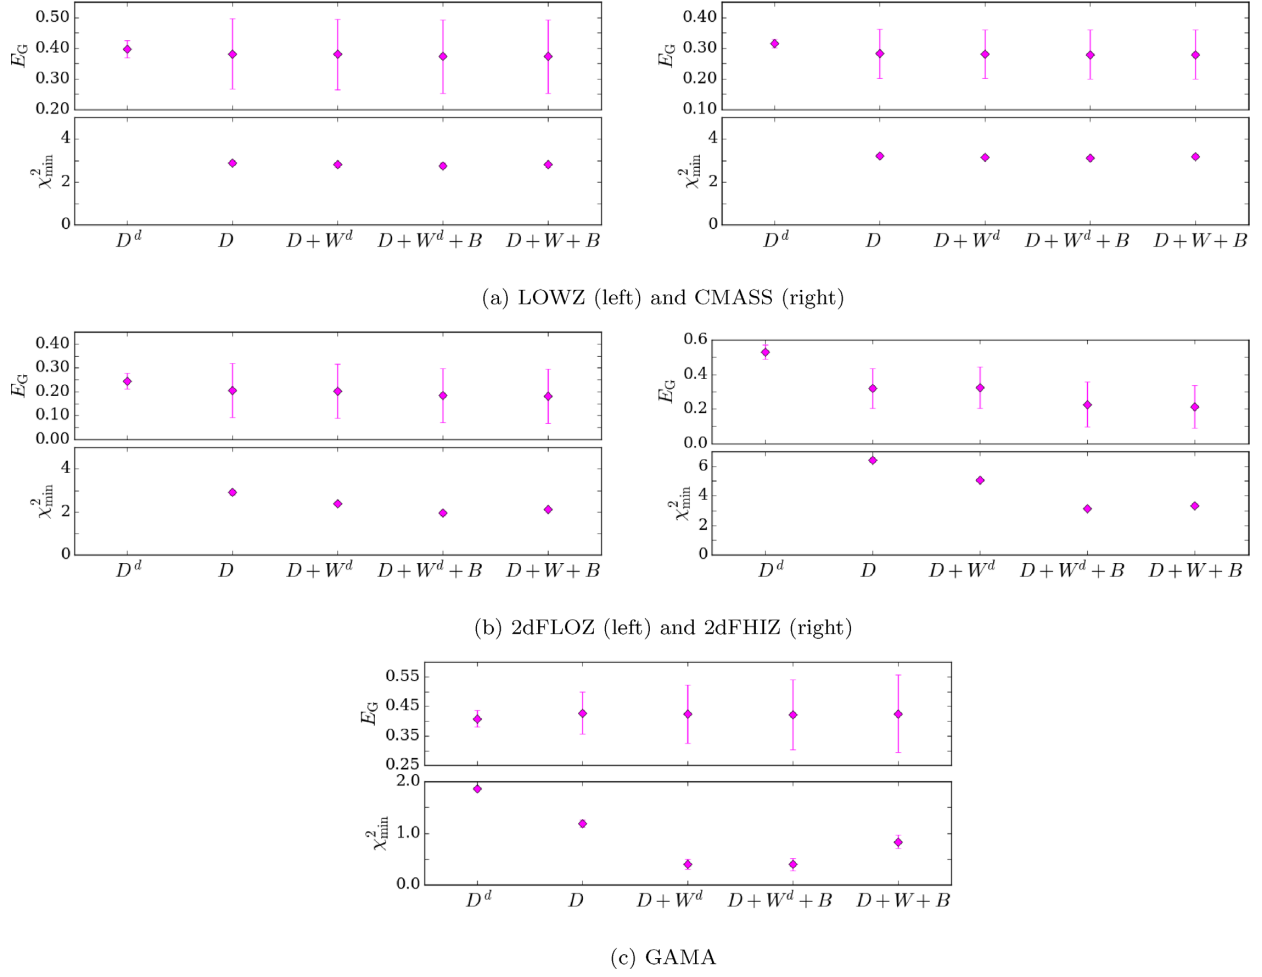 0.50
0.40
0.30
0.20
E_G
4
2
0
χ²_min
D^d D D + W^d D + W^d + B D + W + B
0.40
0.30
0.20
0.10
E_G
4
2
0
χ²_min
D^d D D + W^d D + W^d + B D + W + B
(a) LOWZ (left) and CMASS (right)
0.40
0.30
0.20
0.10
0.00
E_G
4
2
0
χ²_min
D^d D D + W^d D + W^d + B D + W + B
0.6
0.4
0.2
0.0
E_G
6
4
2
0
χ²_min
D^d D D + W^d D + W^d + B D + W + B
(b) 2dFLOZ (left) and 2dFHIZ (right)
0.55
0.45
0.35
0.25
E_G
2.0
1.0
0.0
χ²_min
D^d D D + W^d D + W^d + B D + W + B
(c) GAMA